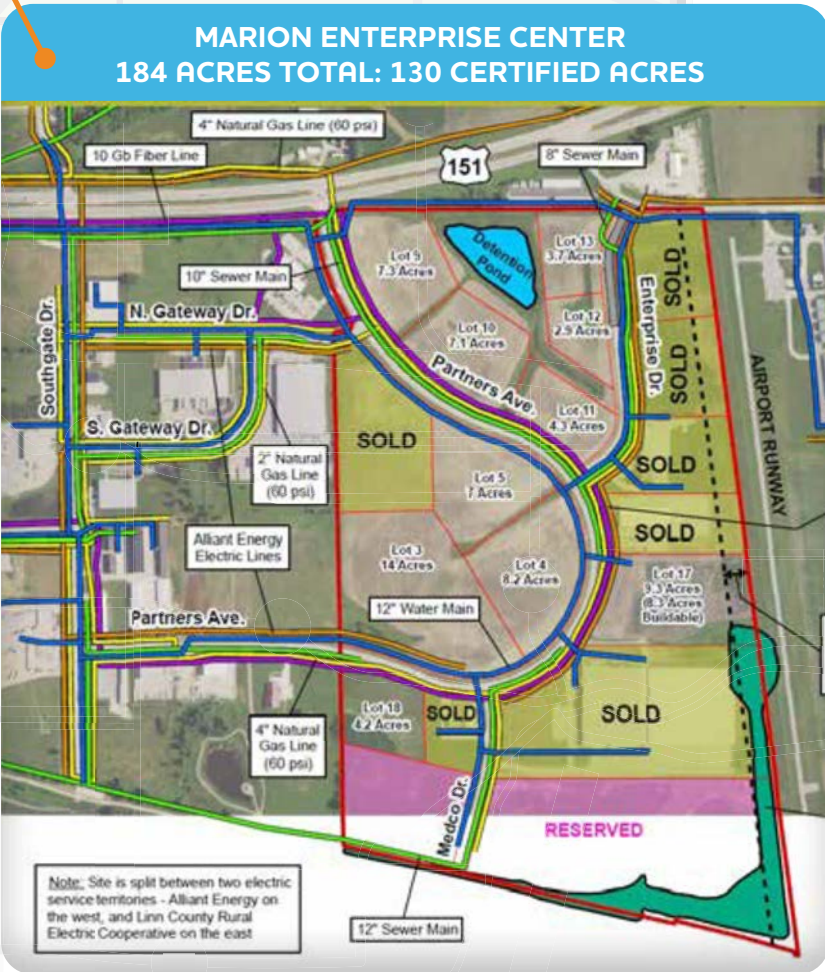 MARION ENTERPRISE CENTER
184 ACRES TOTAL: 130 CERTIFIED ACRES
4" Natural Gas Line (60 psi)
10 Gb Fiber Line
151
8" Sewer Main
Lot 9
7.3 Acres
Detention
Pond
Lot 13
3.7 Acres
SOLD
10" Sewer Main
Enterprise Dr.
Southgate Dr.
N. Gateway Dr.
Lot 10
7.1 Acres
Lot 12
2.9 Acres
SOLD
Partners Ave.
AIRPORT RUNWAY
S. Gateway Dr.
SOLD
Lot 11
4.3 Acres
2" Natural
Gas Line
(60 psi)
Lot 5
7 Acres
SOLD
Alliant Energy
Electric Lines
SOLD
Lot 3
14 Acres
Lot 4
8.2 Acres
Lot 17
9.3 Acres
(8.3 Acres
Buildable)
12" Water Main
Partners Ave.
Lot 18
4.2 Acres
SOLD
SOLD
4" Natural
Gas Line
(60 psi)
Medco Dr.
RESERVED
Note: Site is split between two electric
service territories - Alliant Energy on
the west, and Linn County Rural
Electric Cooperative on the east
12" Sewer Main